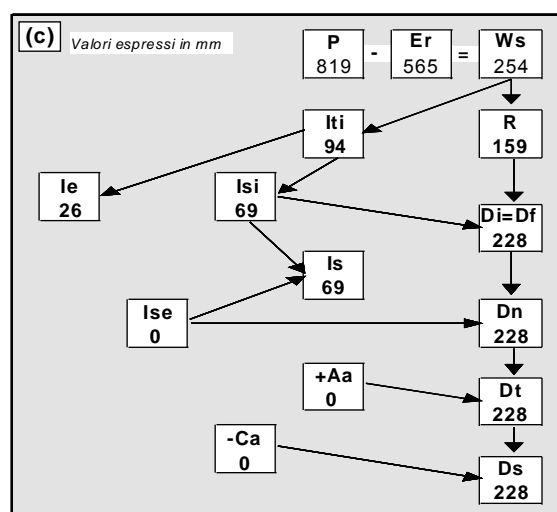 (c) Valori espressi in mm
P - Er = Ws
819 565 254
Iti R
94 159
Ie Isi Di=Df
26 69 228
Is
69
Ise Dn
0 228
+Aa Dt
0 228
-Ca Ds
0 228